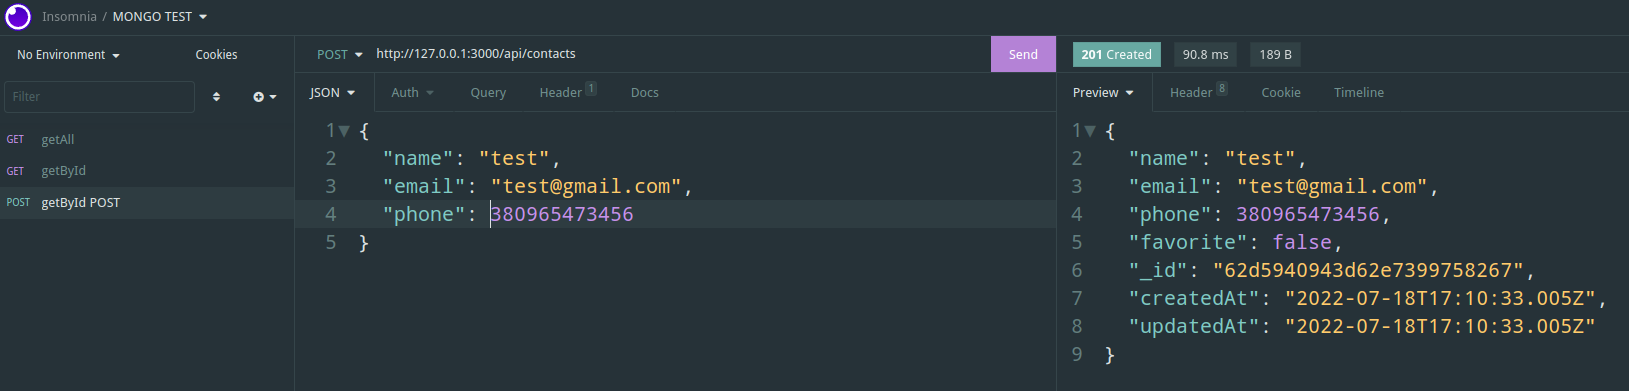 Insomnia / MONGO TEST
No Environment Cookies
Filter
GET getAll
GET getById
POST getById POST
POST http://127.0.0.1:3000/api/contacts Send
JSON Auth Query Header 1 Docs
1 {
2 "name": "test",
3 "email": "test@gmail.com",
4 "phone": 380965473456
5 }
201 Created 90.8 ms 189 B
Preview Header 8 Cookie Timeline
1 {
2 "name": "test",
3 "email": "test@gmail.com",
4 "phone": 380965473456,
5 "favorite": false,
6 "_id": "62d5940943d62e7399758267",
7 "createdAt": "2022-07-18T17:10:33.005Z",
8 "updatedAt": "2022-07-18T17:10:33.005Z"
9 }